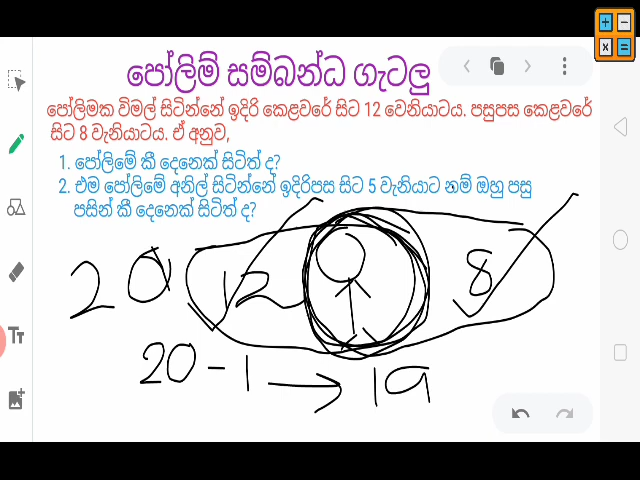 පෝලිම් සම්බන්ධ ගැටලු
පෝලිමක විමල් සිටින්නේ ඉදිරි කෙළවරේ සිට 12 වෙනියාටය. පසුපස කෙළවරේ
සිට 8 වැනියාටය. ඒ අනුව,
1. පෝලිමේ කී දෙනෙක් සිටිත් ද?
2. එම පෝලිමේ අනිල් සිටින්නේ ඉදිරිපස සිට 5 වැනියාට නම් ඔහු පසු
පසින් කී දෙනෙක් සිටිත් ද?
20 12 8
20 - 1 → 19
Tт